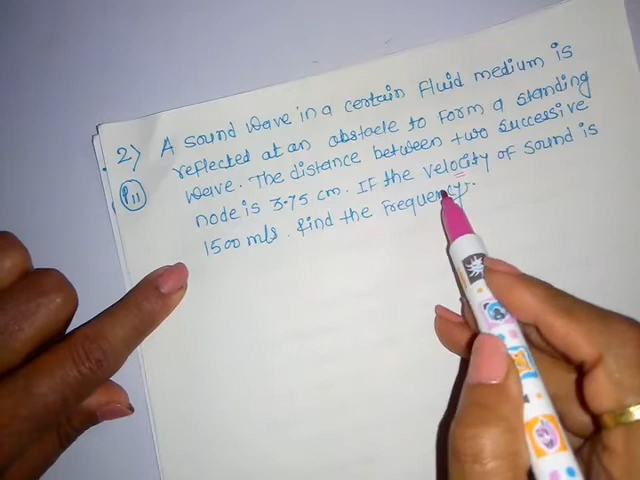 2) A sound wave in a certain fluid medium is
reflected at an obstacle to form a standing
P11 wave. The distance between two successive
node is 3.75 cm. If the velocity of sound is
1500 m/s. find the frequency.